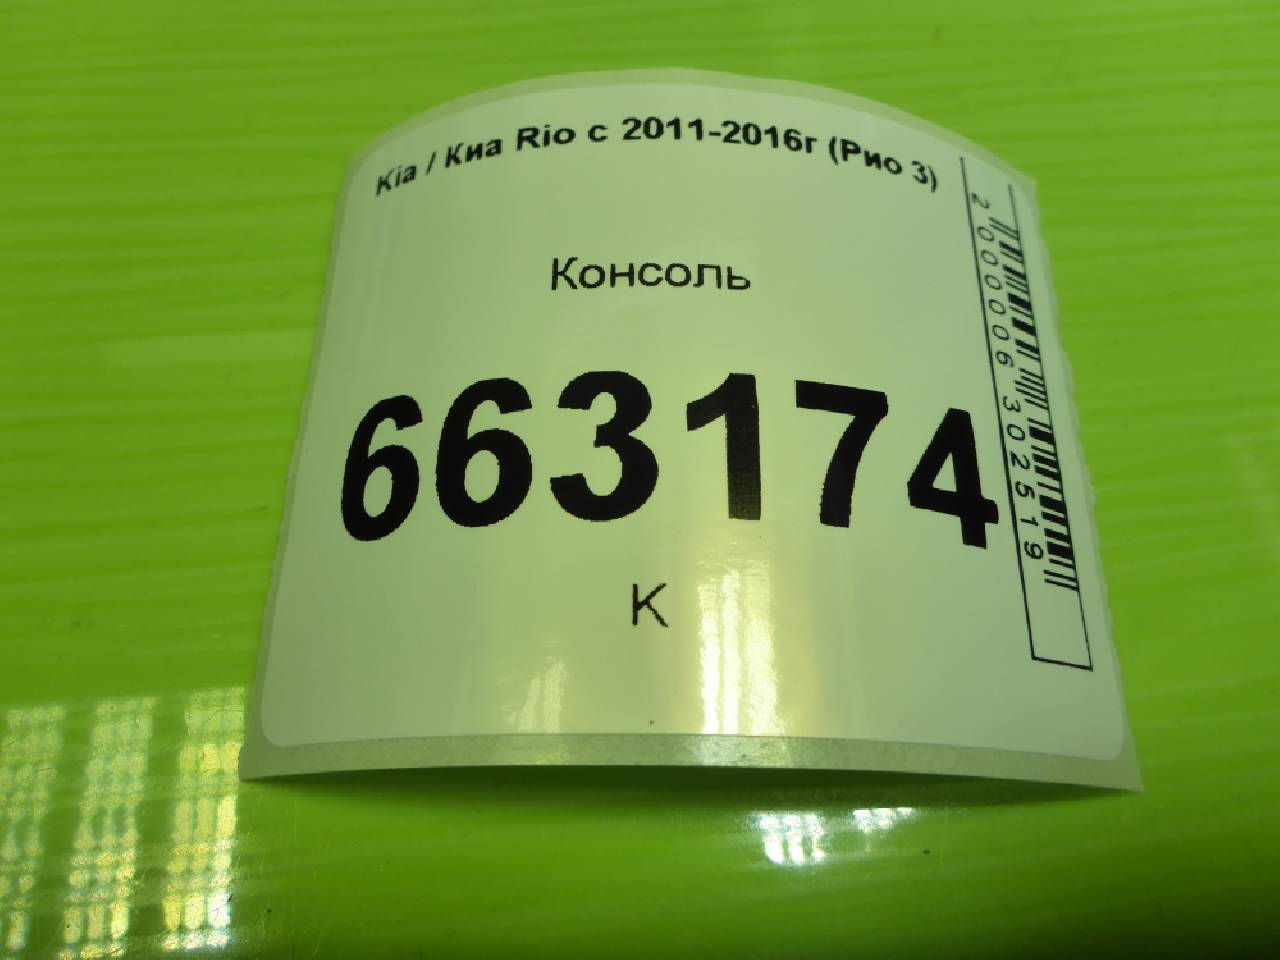 Kia / Киа Rio с 2011-2016г (Рио 3)
Консоль
663174
К
2000006302519